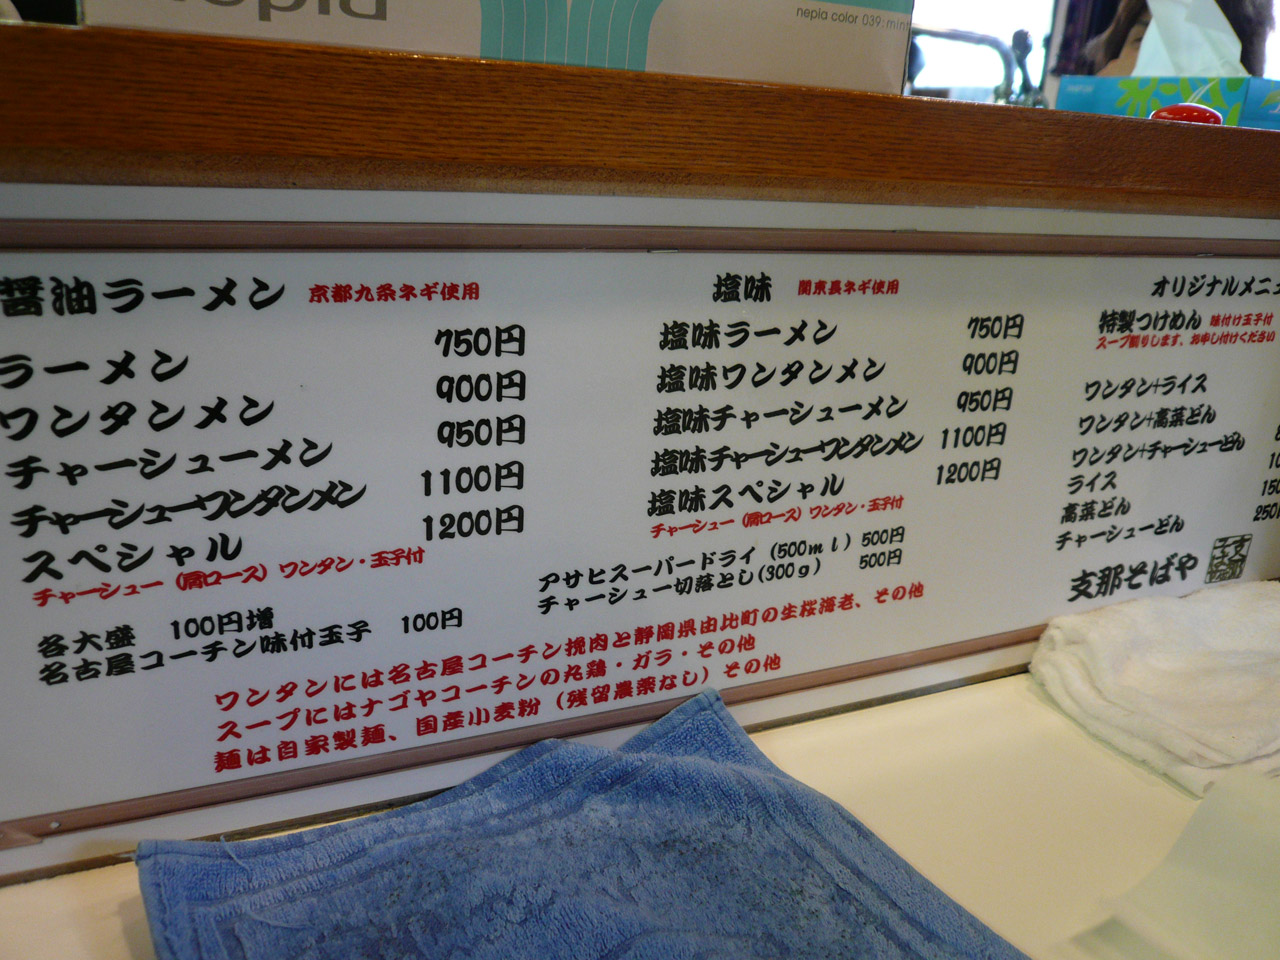 nepia
nepia color 039:mint
醤油ラーメン 京都九条ネギ使用
ラーメン 750円
ワンタンメン 900円
チャーシューメン 950円
チャーシューワンタンメン 1100円
スペシャル 1200円
チャーシュー（肩ロース）ワンタン・玉子付
各大盛 100円増
名古屋コーチン味付玉子 100円
塩味 関東長ネギ使用
塩味ラーメン 750円
塩味ワンタンメン 900円
塩味チャーシューメン 950円
塩味チャーシューワンタンメン 1100円
塩味スペシャル 1200円
チャーシュー（肩ロース）ワンタン・玉子付
アサヒスーパードライ（500ｍｌ）500円
チャーシュー切落とし(300ｇ) 500円
ワンタンには名古屋コーチン挽肉と静岡県由比町の生桜海老、その他
スープにはナゴヤコーチンの丸鶏・ガラ・その他
麺は自家製麺、国産小麦粉（残留農薬なし）その他
オリジナルメニュ
特製つけめん 味付け玉子付
スープ割りします、お申し付けください
ワンタン+ライス
ワンタン+高菜どん
ワンタン+チャーシューどん
ライス 10
高菜どん 150
チャーシューどん 250円
支那そばや